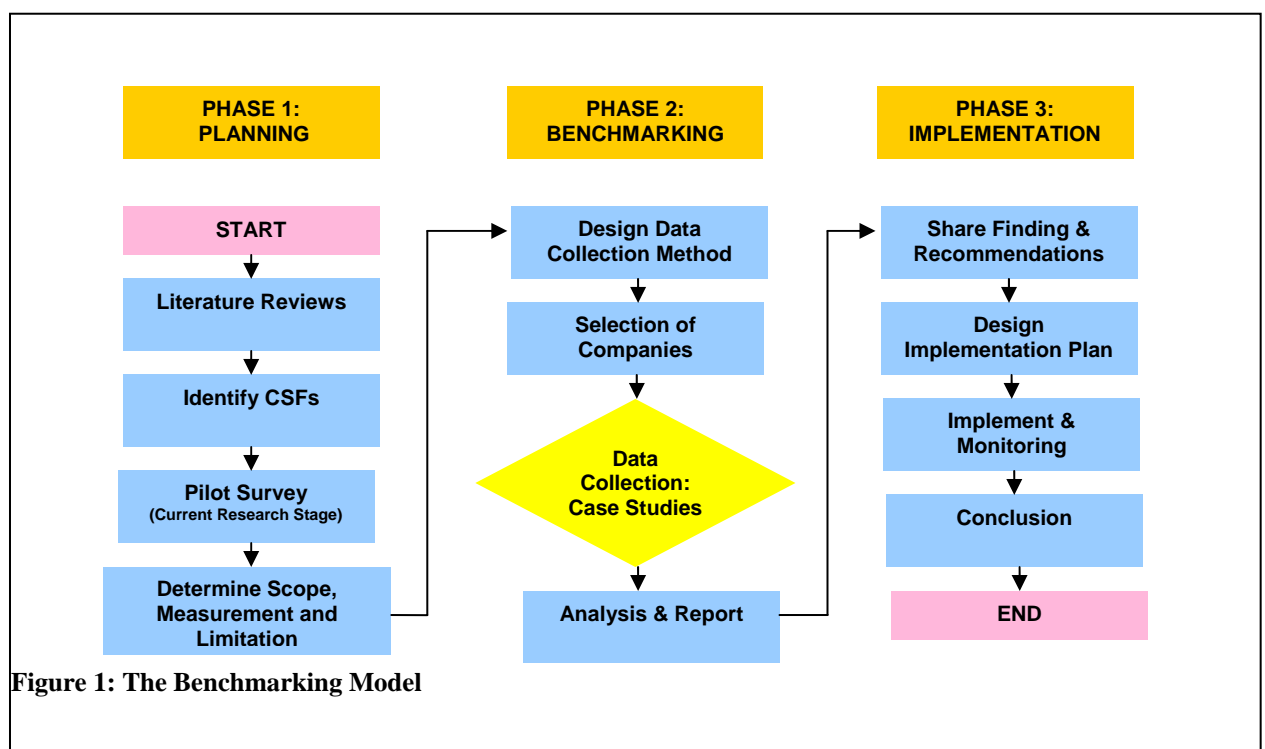 PHASE 1:
PLANNING
START
Literature Reviews
Identify CSFs
Pilot Survey
(Current Research Stage)
Determine Scope,
Measurement and
Limitation
PHASE 2:
BENCHMARKING
Design Data
Collection Method
Selection of
Companies
Data
Collection:
Case Studies
Analysis & Report
PHASE 3:
IMPLEMENTATION
Share Finding &
Recommendations
Design
Implementation Plan
Implement &
Monitoring
Conclusion
END
Figure 1: The Benchmarking Model